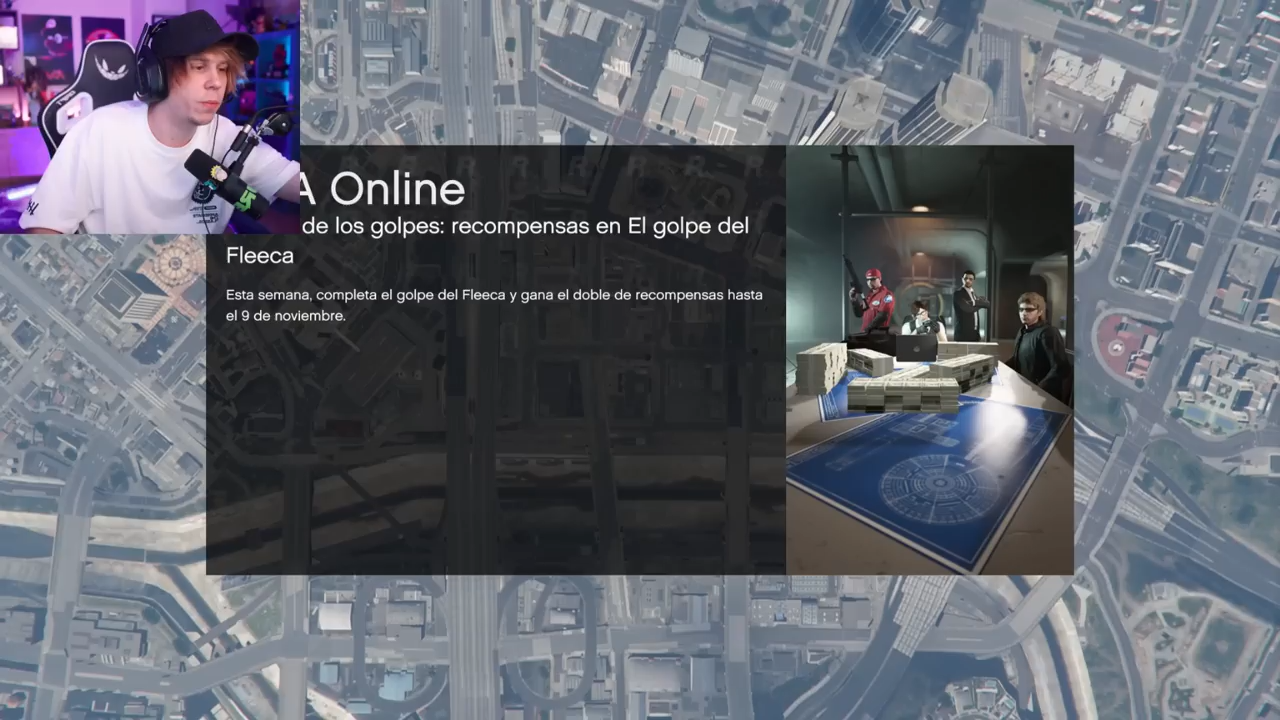 A Online
de los golpes: recompensas en El golpe del
Fleeca
Esta semana, completa el golpe del Fleeca y gana el doble de recompensas hasta
el 9 de noviembre.